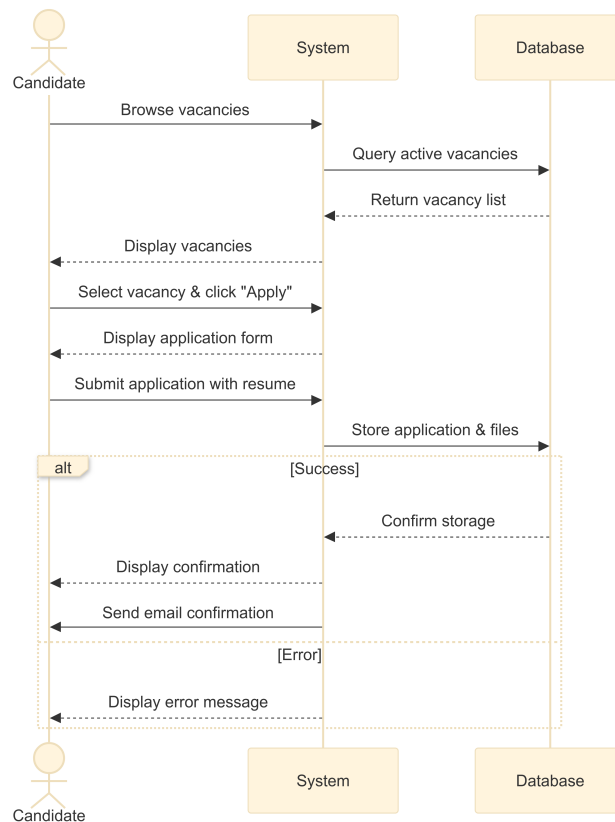 Candidate
System
Database
Browse vacancies
Query active vacancies
Return vacancy list
Display vacancies
Select vacancy & click "Apply"
Display application form
Submit application with resume
Store application & files
alt
[Success]
Confirm storage
Display confirmation
Send email confirmation
[Error]
Display error message
Candidate
System
Database